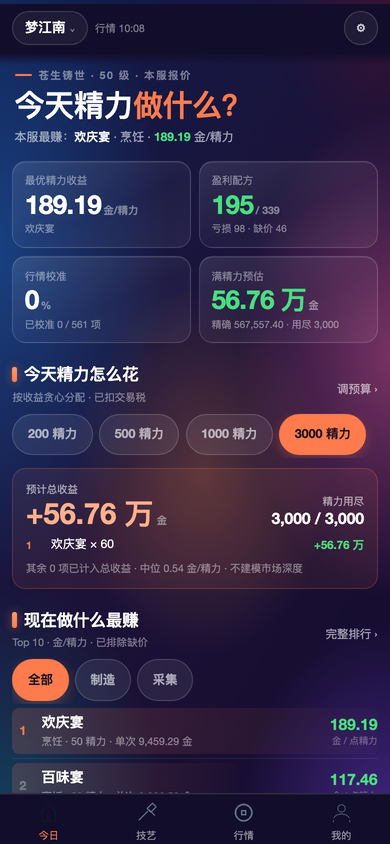 梦江南
行情 10:08
苍生铸世 · 50 级 · 本服报价
今天精力做什么?
本服最赚: 欢庆宴 · 烹饪 · 189.19 金/精力
最优精力收益
189.19金/精力
欢庆宴
盈利配方
195/ 339
亏损 98 · 缺价 46
行情校准
0%
已校准 0 / 561 项
满精力预估
56.76 万金
精确 567,557.40 · 用尽 3,000
今天精力怎么花
按收益贪心分配 · 已扣交易税
调预算 ›
200 精力
500 精力
1000 精力
3000 精力
预计总收益
+56.76 万 金
精力用尽
3,000 / 3,000
1 欢庆宴 × 60 +56.76 万
其余 0 项已计入总收益 · 中位 0.54 金/精力 · 不建模市场深度
现在做什么最赚
Top 10 · 金/精力 · 已排除缺价
完整排行 ›
全部
制造
采集
1 欢庆宴 189.19
烹饪 · 50 精力 · 单次 9,459.29 金 金 / 点精力
2 百味宴 117.46
今日
技艺
行情
我的